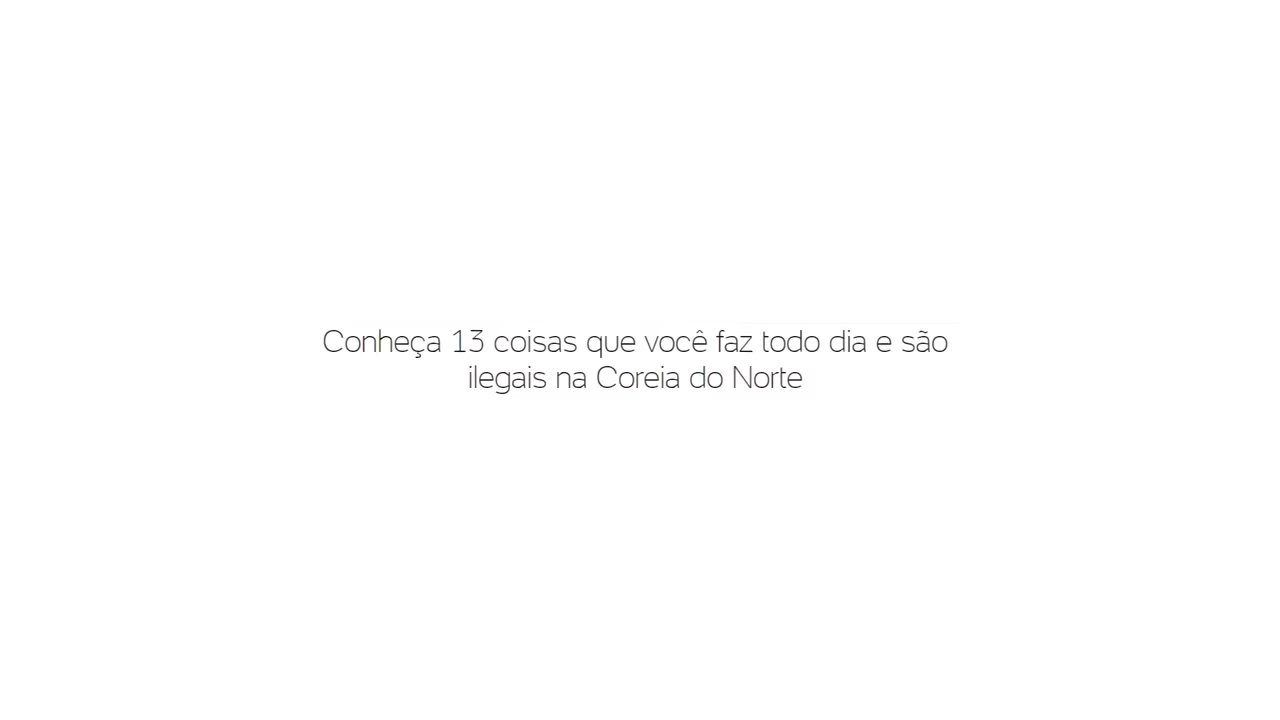 Conheça 13 coisas que você faz todo dia e são
ilegais na Coreia do Norte